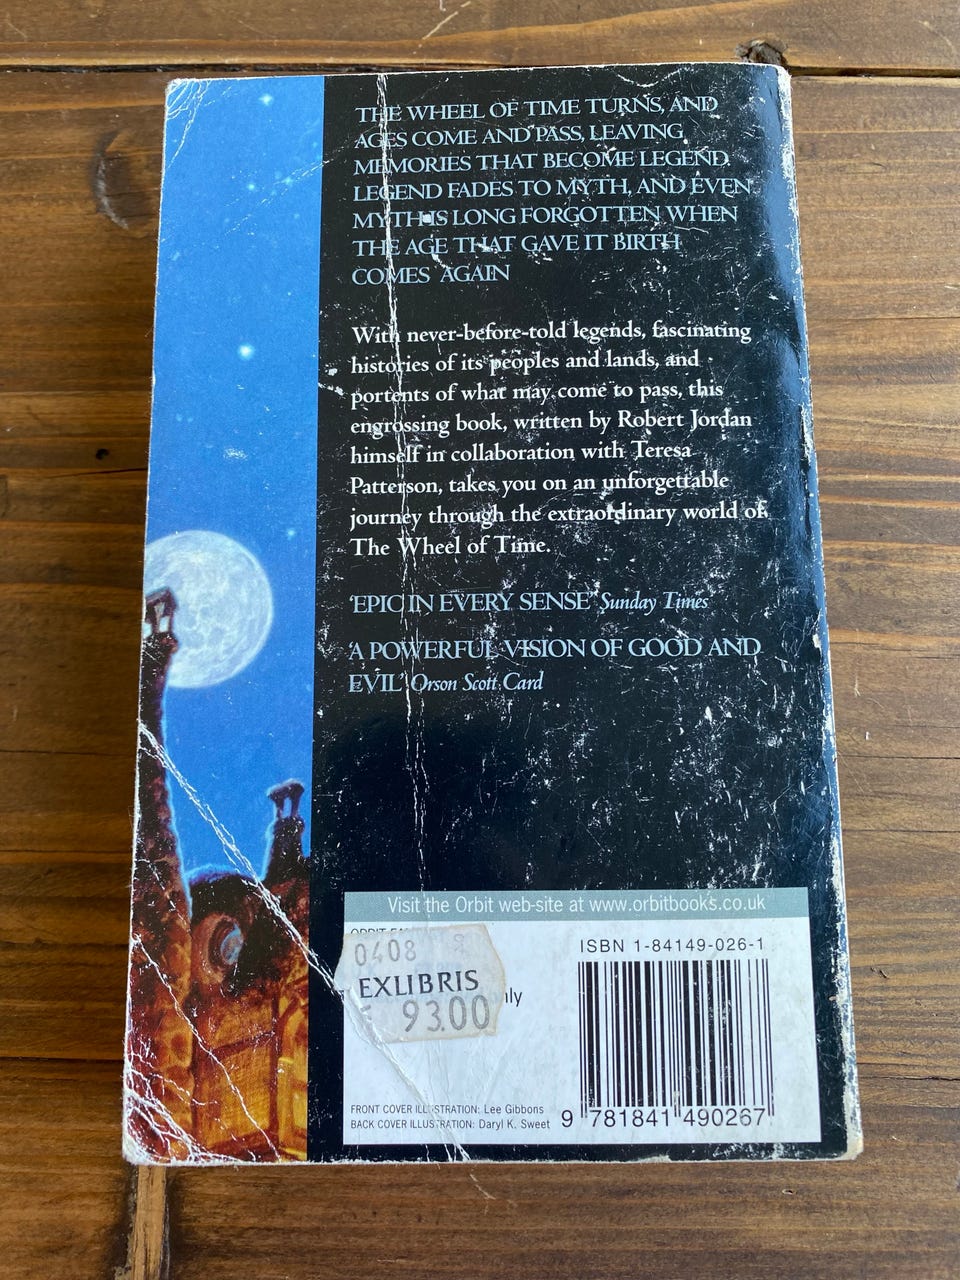 THE WHEEL OF TIME TURNS, AND
AGES COME AND PASS, LEAVING
MEMORIES THAT BECOME LEGEND.
LEGEND FADES TO MYTH, AND EVEN
MYTH IS LONG FORGOTTEN WHEN
THE AGE THAT GAVE IT BIRTH
COMES AGAIN
With never-before-told legends, fascinating
histories of its peoples and lands, and
portents of what may come to pass, this
engrossing book, written by Robert Jordan
himself in collaboration with Teresa
Patterson, takes you on an unforgettable
journey through the extraordinary world of
The Wheel of Time.
'EPIC IN EVERY SENSE' Sunday Times
'A POWERFUL VISION OF GOOD AND
EVIL' Orson Scott Card
Visit the Orbit web-site at www.orbitbooks.co.uk
ISBN 1-84149-026-1
0408
EXLIBRIS
93.00
FRONT COVER ILLUSTRATION: Lee Gibbons
BACK COVER ILLUSTRATION: Daryl K. Sweet
9 781841 490267